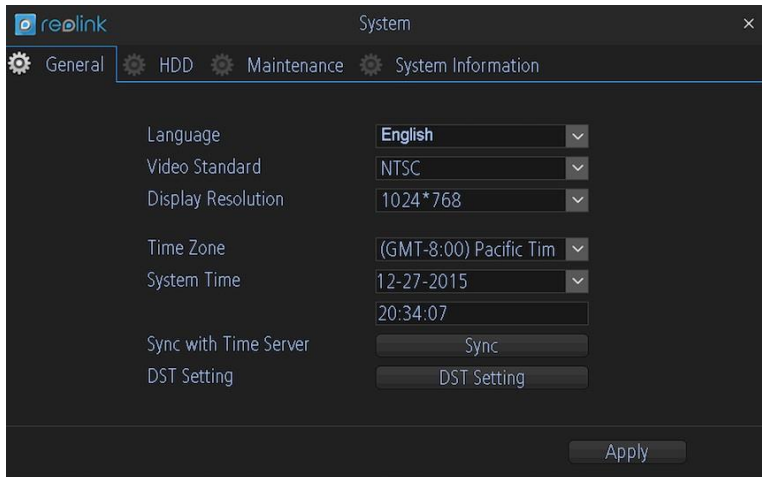 reolink System ×
General HDD Maintenance System Information
Language English
Video Standard NTSC
Display Resolution 1024*768
Time Zone (GMT-8:00) Pacific Tim
System Time 12-27-2015
20:34:07
Sync with Time Server Sync
DST Setting DST Setting
Apply